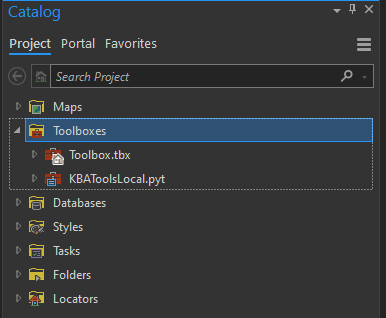 Catalog
Project Portal Favorites
Search Project
Maps
Toolboxes
Toolbox.tbx
KBAToolsLocal.pyt
Databases
Styles
Tasks
Folders
Locators